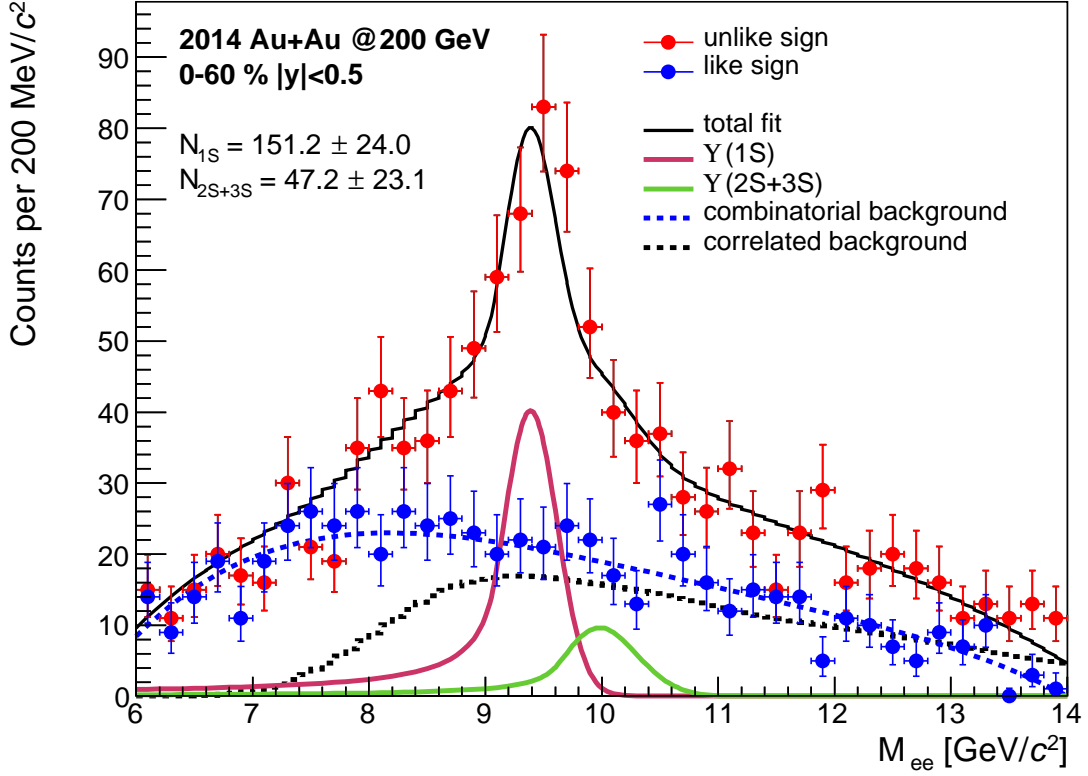 2014 Au+Au @200 GeV
0-60 % |y|<0.5
N1S = 151.2 ± 24.0
N2S+3S = 47.2 ± 23.1
unlike sign
like sign
total fit
ϒ(1S)
ϒ(2S+3S)
combinatorial background
correlated background
Counts per 200 MeV/c²
90
80
70
60
50
40
30
20
10
0
6 7 8 9 10 11 12 13 14
Mee [GeV/c²]